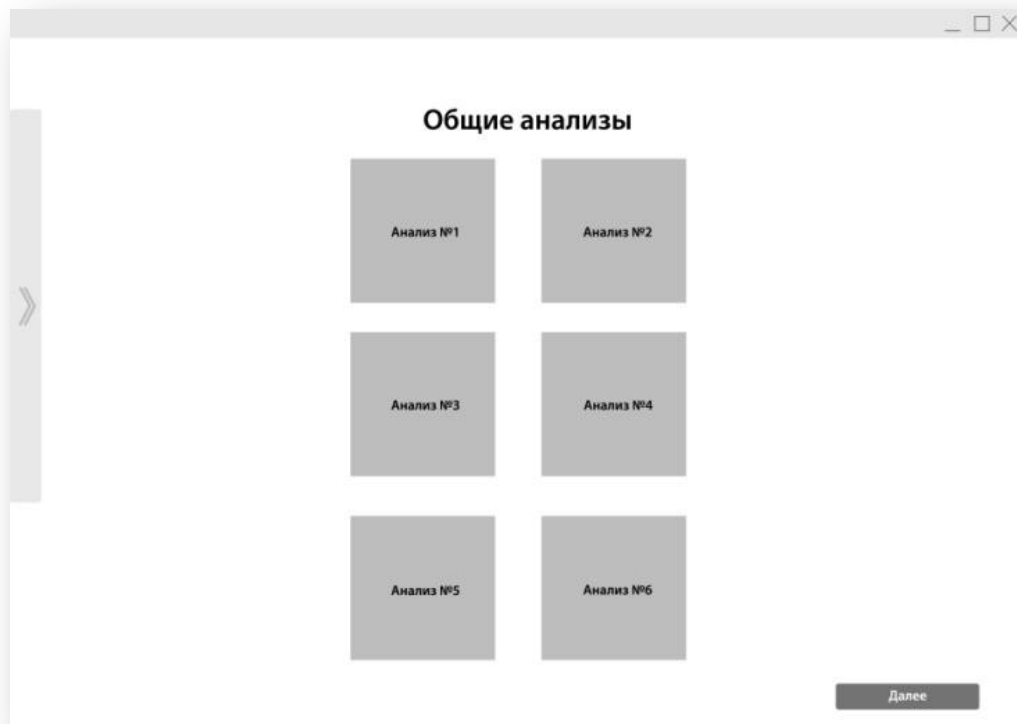 Общие анализы
Анализ №1
Анализ №2
Анализ №3
Анализ №4
Анализ №5
Анализ №6
Далее